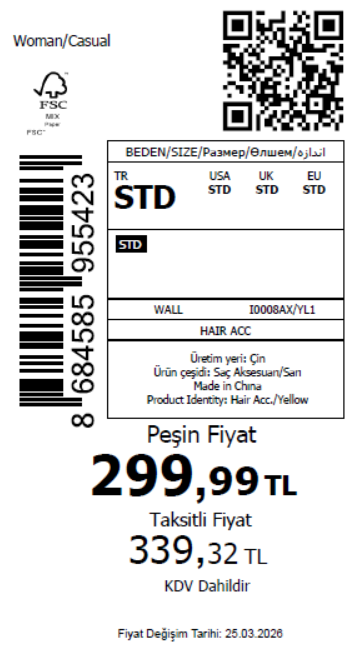 Woman/Casual
FSC
MIX
Paper
FSC™
BEDEN/SIZE/Размер/Өлшем/اندازه
TR
STD
USA
STD
UK
STD
EU
STD
STD
WALL I0008AX/YL1
HAIR ACC
Üretim yeri: Çin
Ürün çeşidi: Saç Aksesuarı/Sarı
Made in China
Product Identity: Hair Acc./Yellow
8 684585 955423
Peşin Fiyat
299,99 TL
Taksitli Fiyat
339,32 TL
KDV Dahildir
Fiyat Değişim Tarihi: 25.03.2026